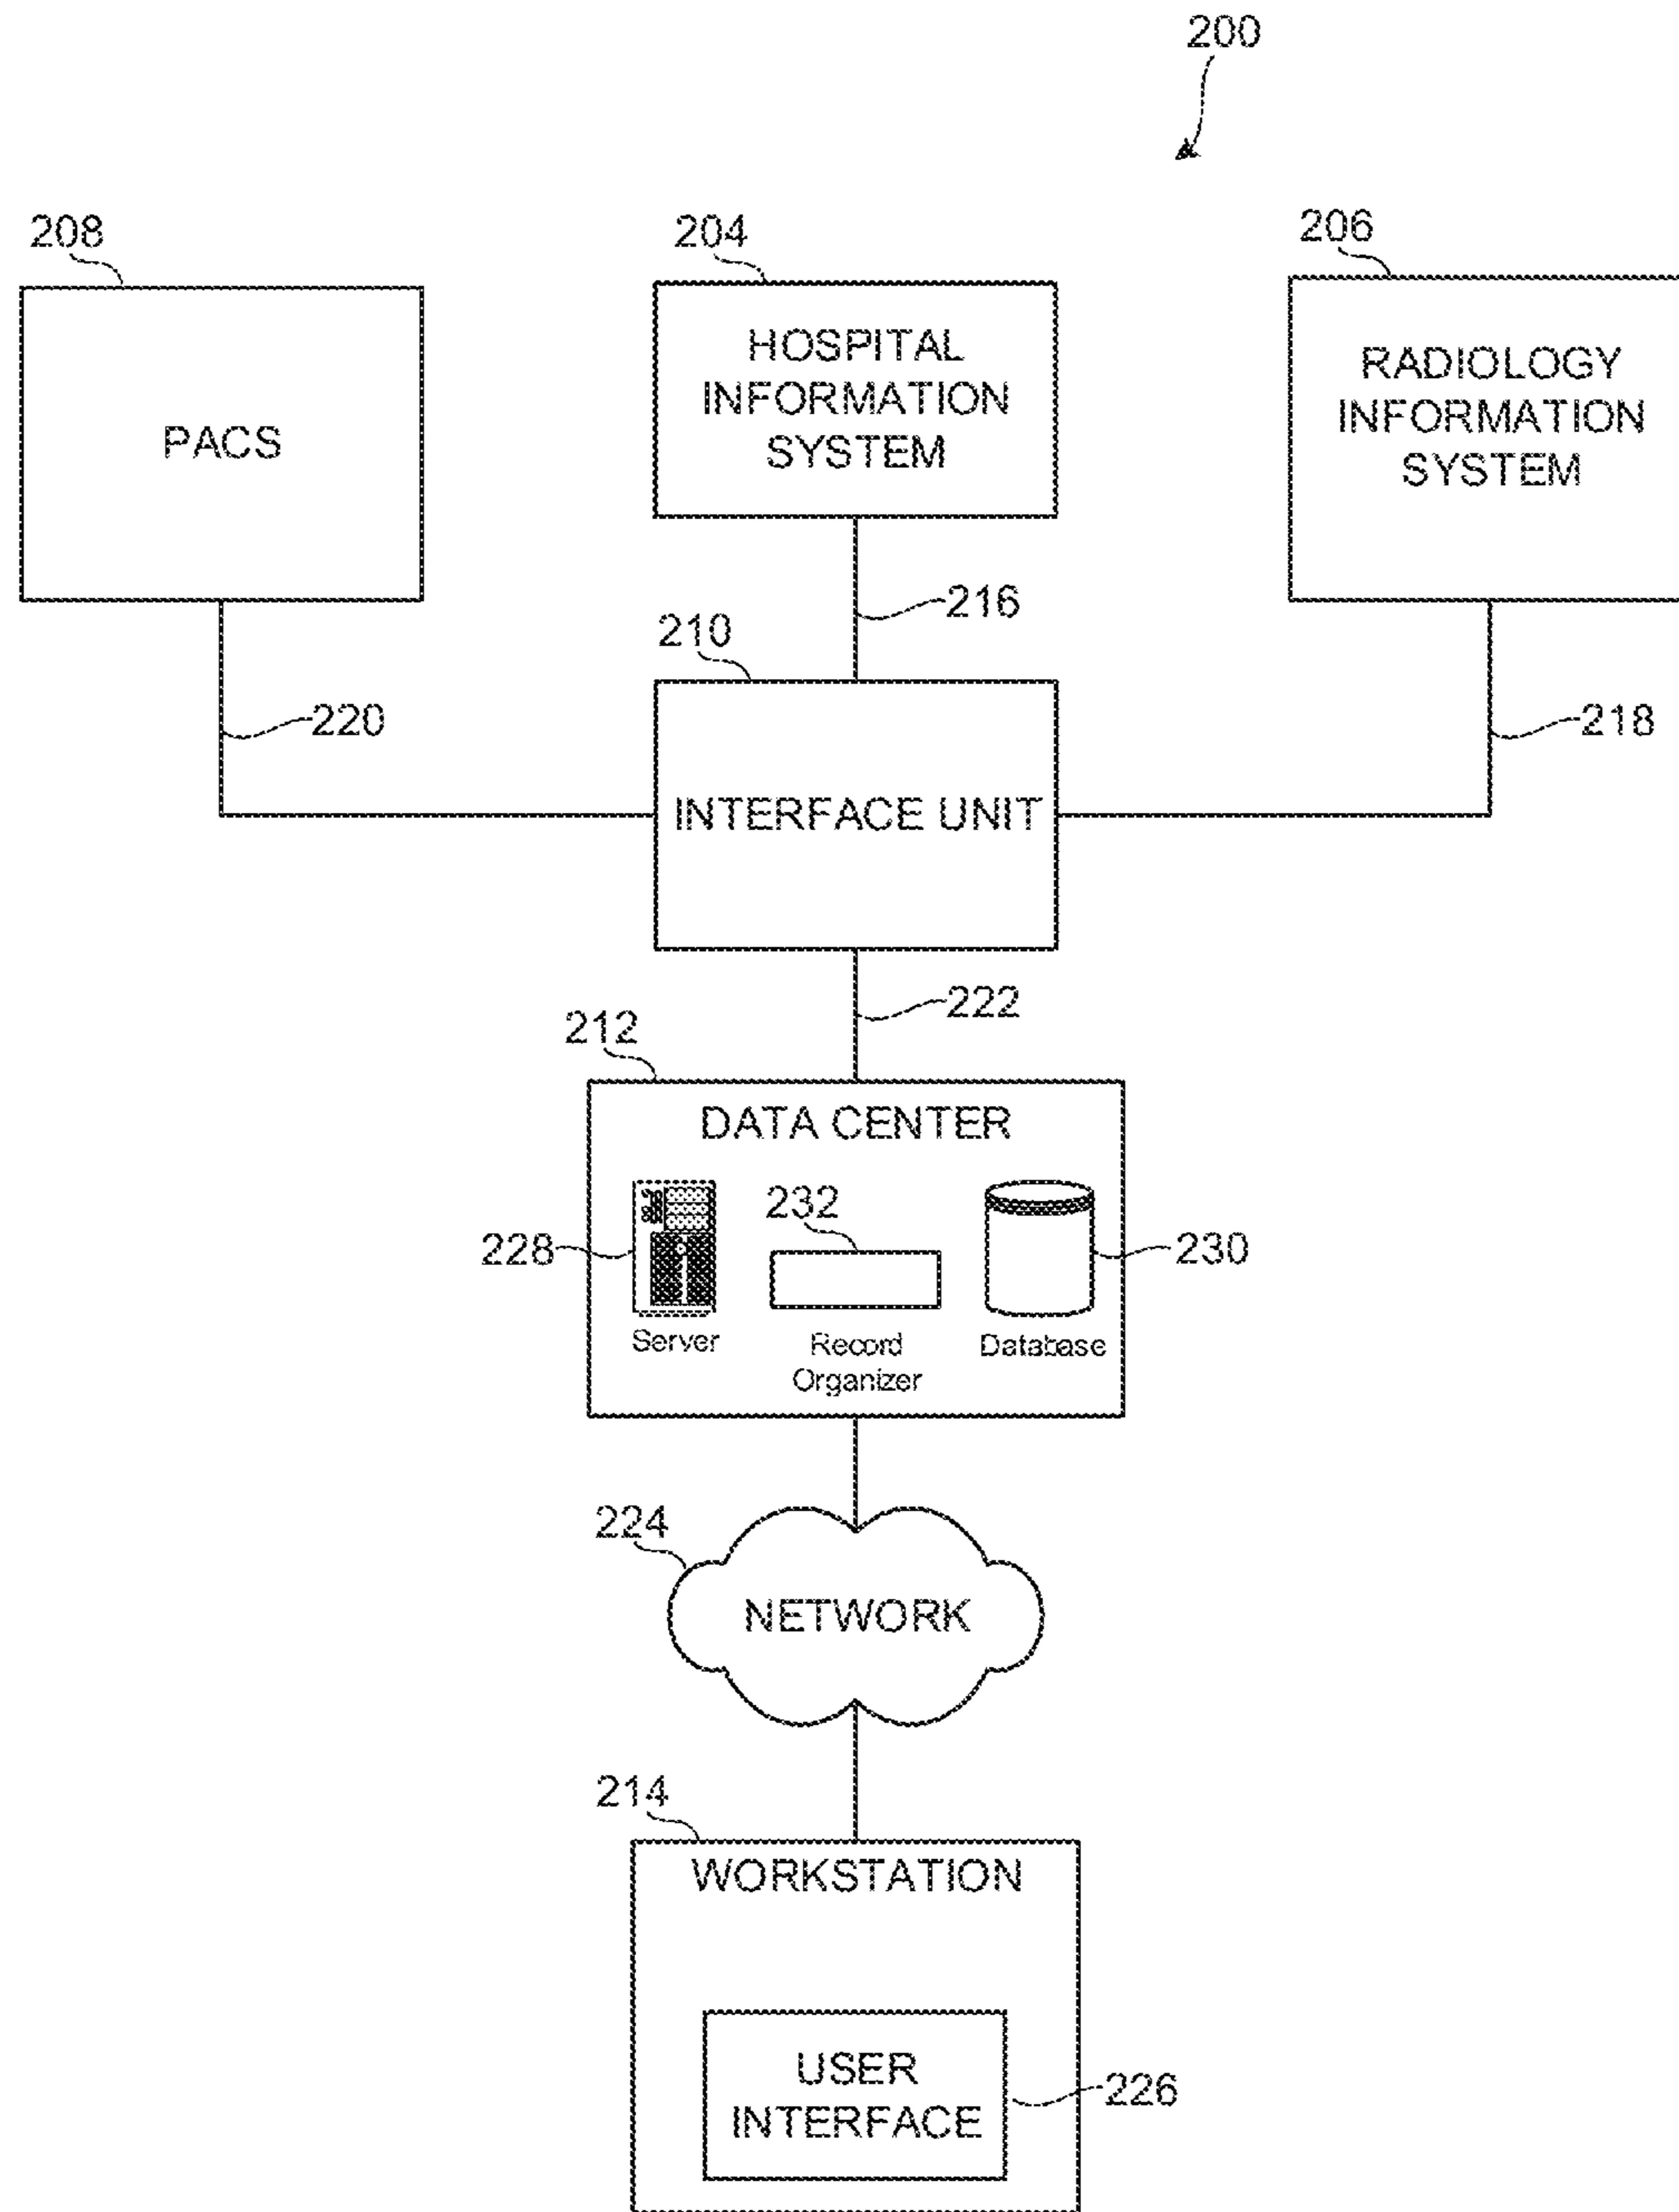 200
208
204
206
PACS
HOSPITAL
INFORMATION
SYSTEM
RADIOLOGY
INFORMATION
SYSTEM
216
210
220
218
INTERFACE UNIT
222
212
DATA CENTER
232
228
230
Server
Record
Organizer
Database
224
NETWORK
214
WORKSTATION
USER
INTERFACE
226